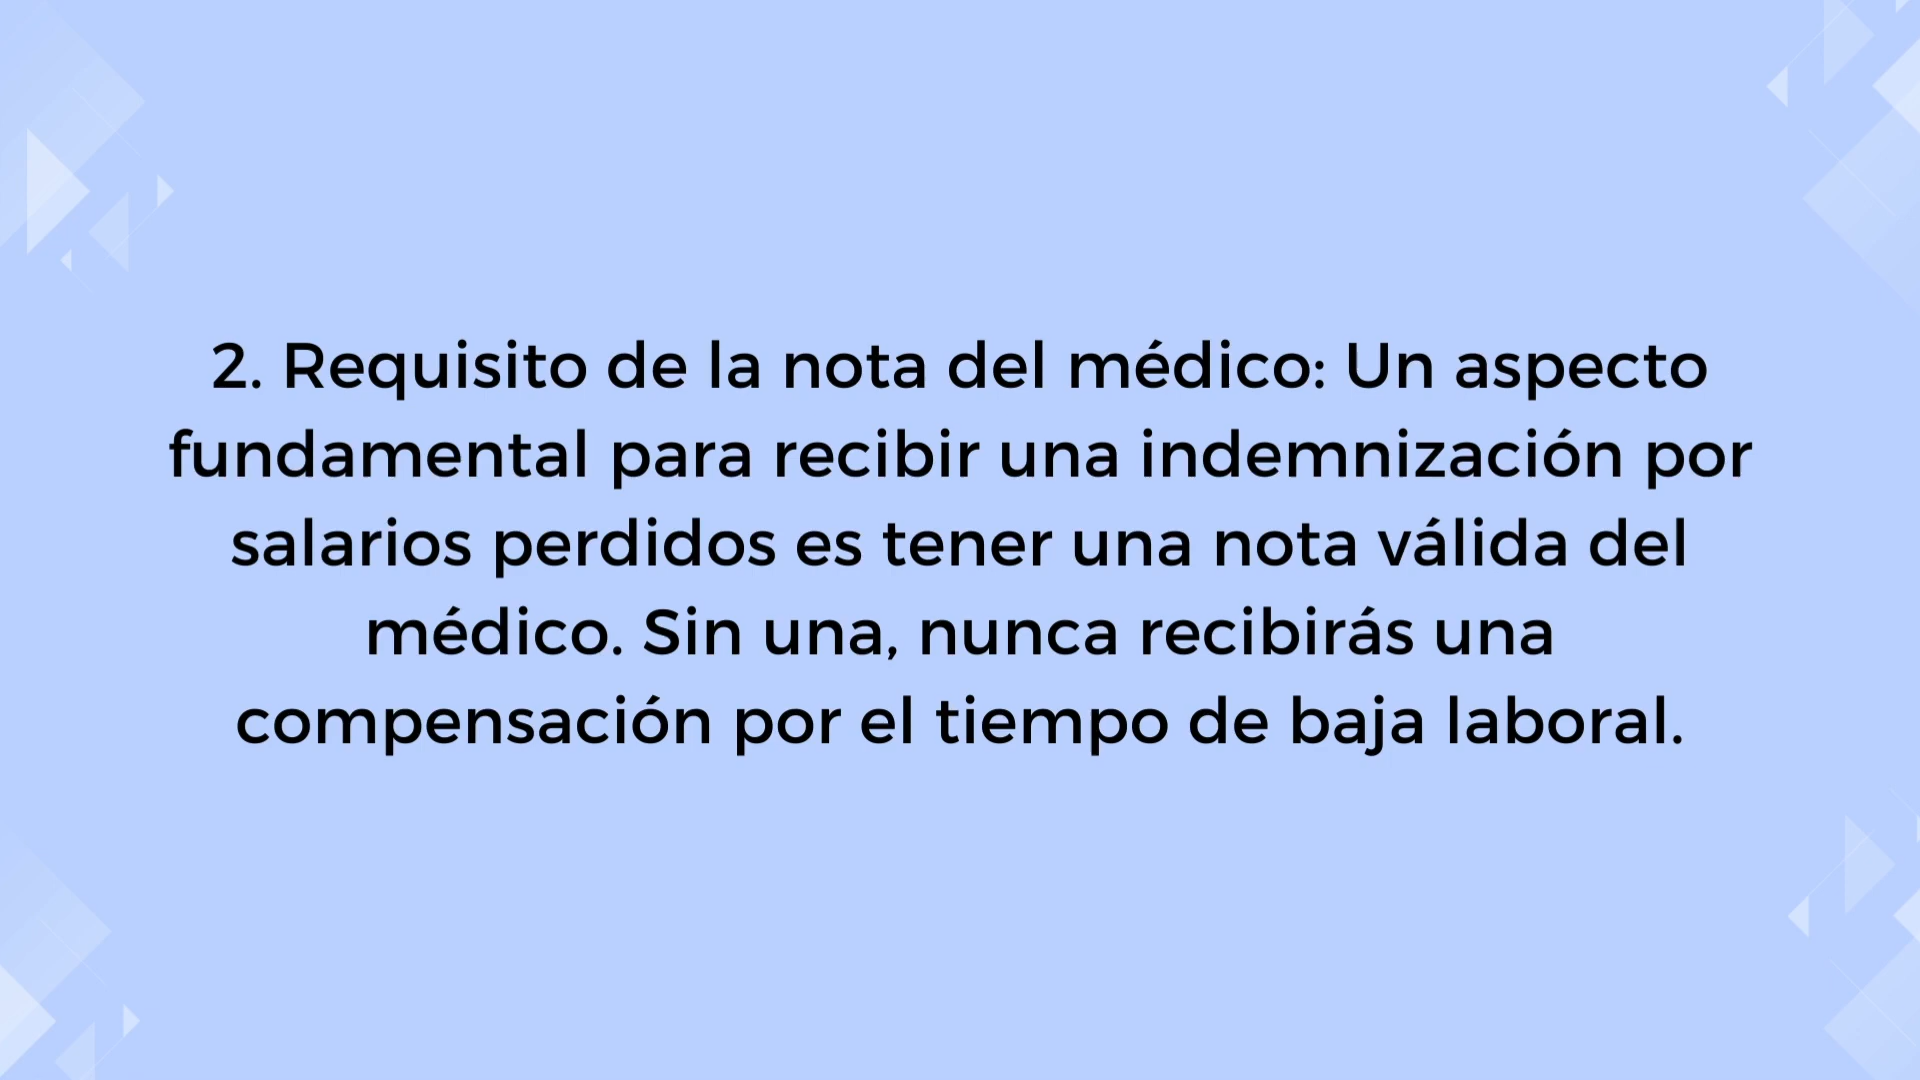 2. Requisito de la nota del médico: Un aspecto
fundamental para recibir una indemnización por
salarios perdidos es tener una nota válida del
médico. Sin una, nunca recibirás una
compensación por el tiempo de baja laboral.